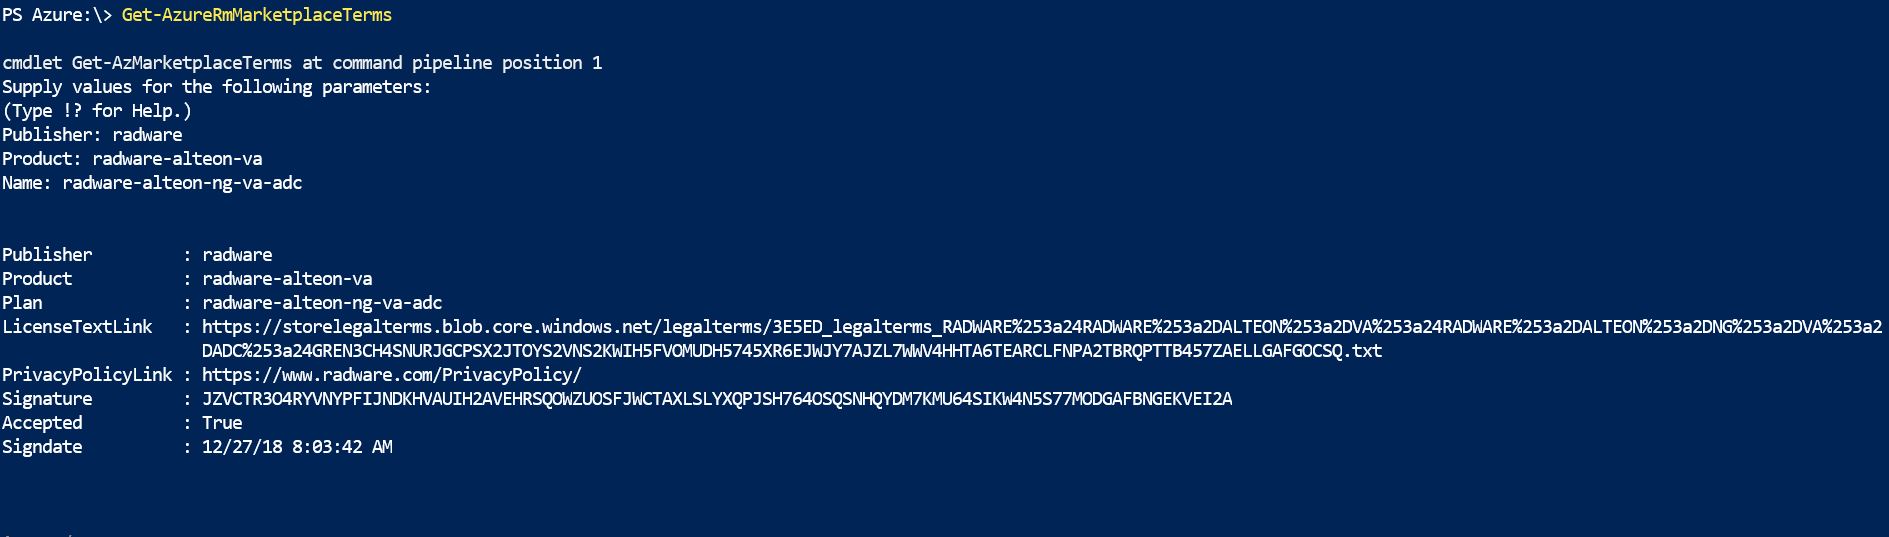 PS Azure:\> Get-AzureRmMarketplaceTerms
cmdlet Get-AzMarketplaceTerms at command pipeline position 1
Supply values for the following parameters:
(Type !? for Help.)
Publisher: radware
Product: radware-alteon-va
Name: radware-alteon-ng-va-adc
Publisher         : radware
Product           : radware-alteon-va
Plan              : radware-alteon-ng-va-adc
LicenseTextLink   : https://storelegalterms.blob.core.windows.net/legalterms/3E5ED_legalterms_RADWARE%253a24RADWARE%253a2DALTEON%253a2DVA%253a24RADWARE%253a2DALTEON%253a2DNG%253a2DVA%253a2
DADC%253a24GREN3CH4SNURJGCPSX2JTOYS2VNS2KWIH5FVOMUDH5745XR6EJWJY7AJZL7WWV4HHTA6TEARCLFNPA2TBRQPTTB457ZAELLGAFGOCSQ.txt
PrivacyPolicyLink : https://www.radware.com/PrivacyPolicy/
Signature         : JZVCTR3O4RYVNYPFIJNDKHVAUIH2AVEHRSQOWZUOSFJWCTAXLSLYXQPJSH764OSQSNHQYDM7KMU64SIKW4N5S77MODGAFBNGEKVEI2A
Accepted          : True
Signdate          : 12/27/18 8:03:42 AM